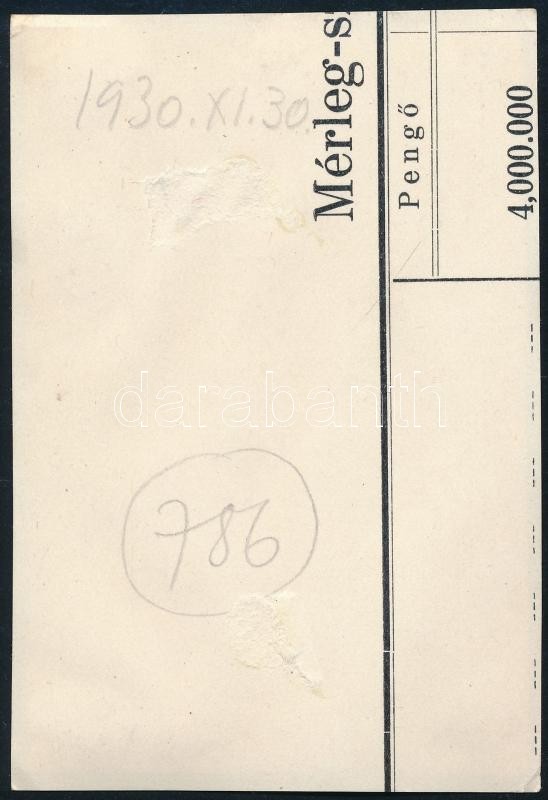 1930.XI.30.
Mérleg-s
Pengő
4,000.000
darabanth
786